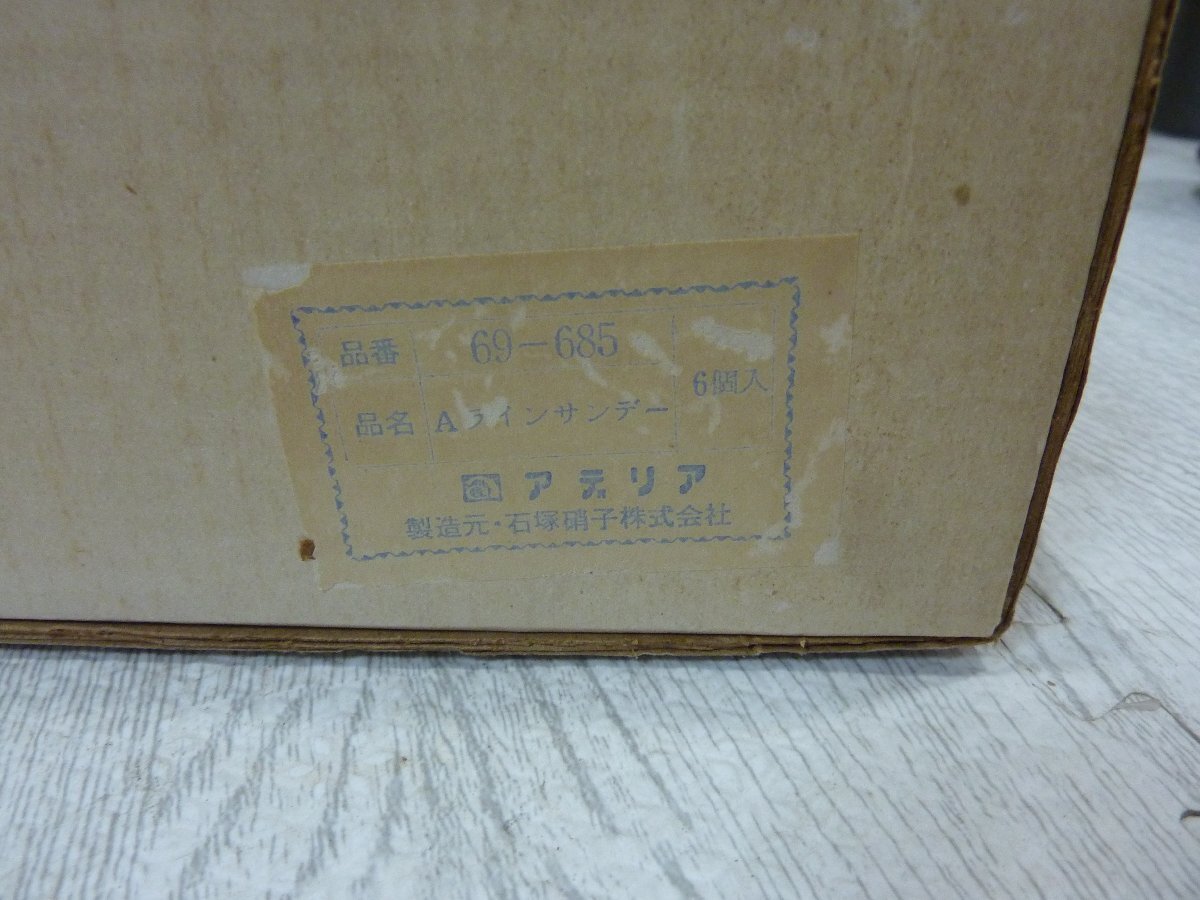 品番 69-685
6個入
品名 Aラインサンデー
アデリア
製造元・石塚硝子株式会社